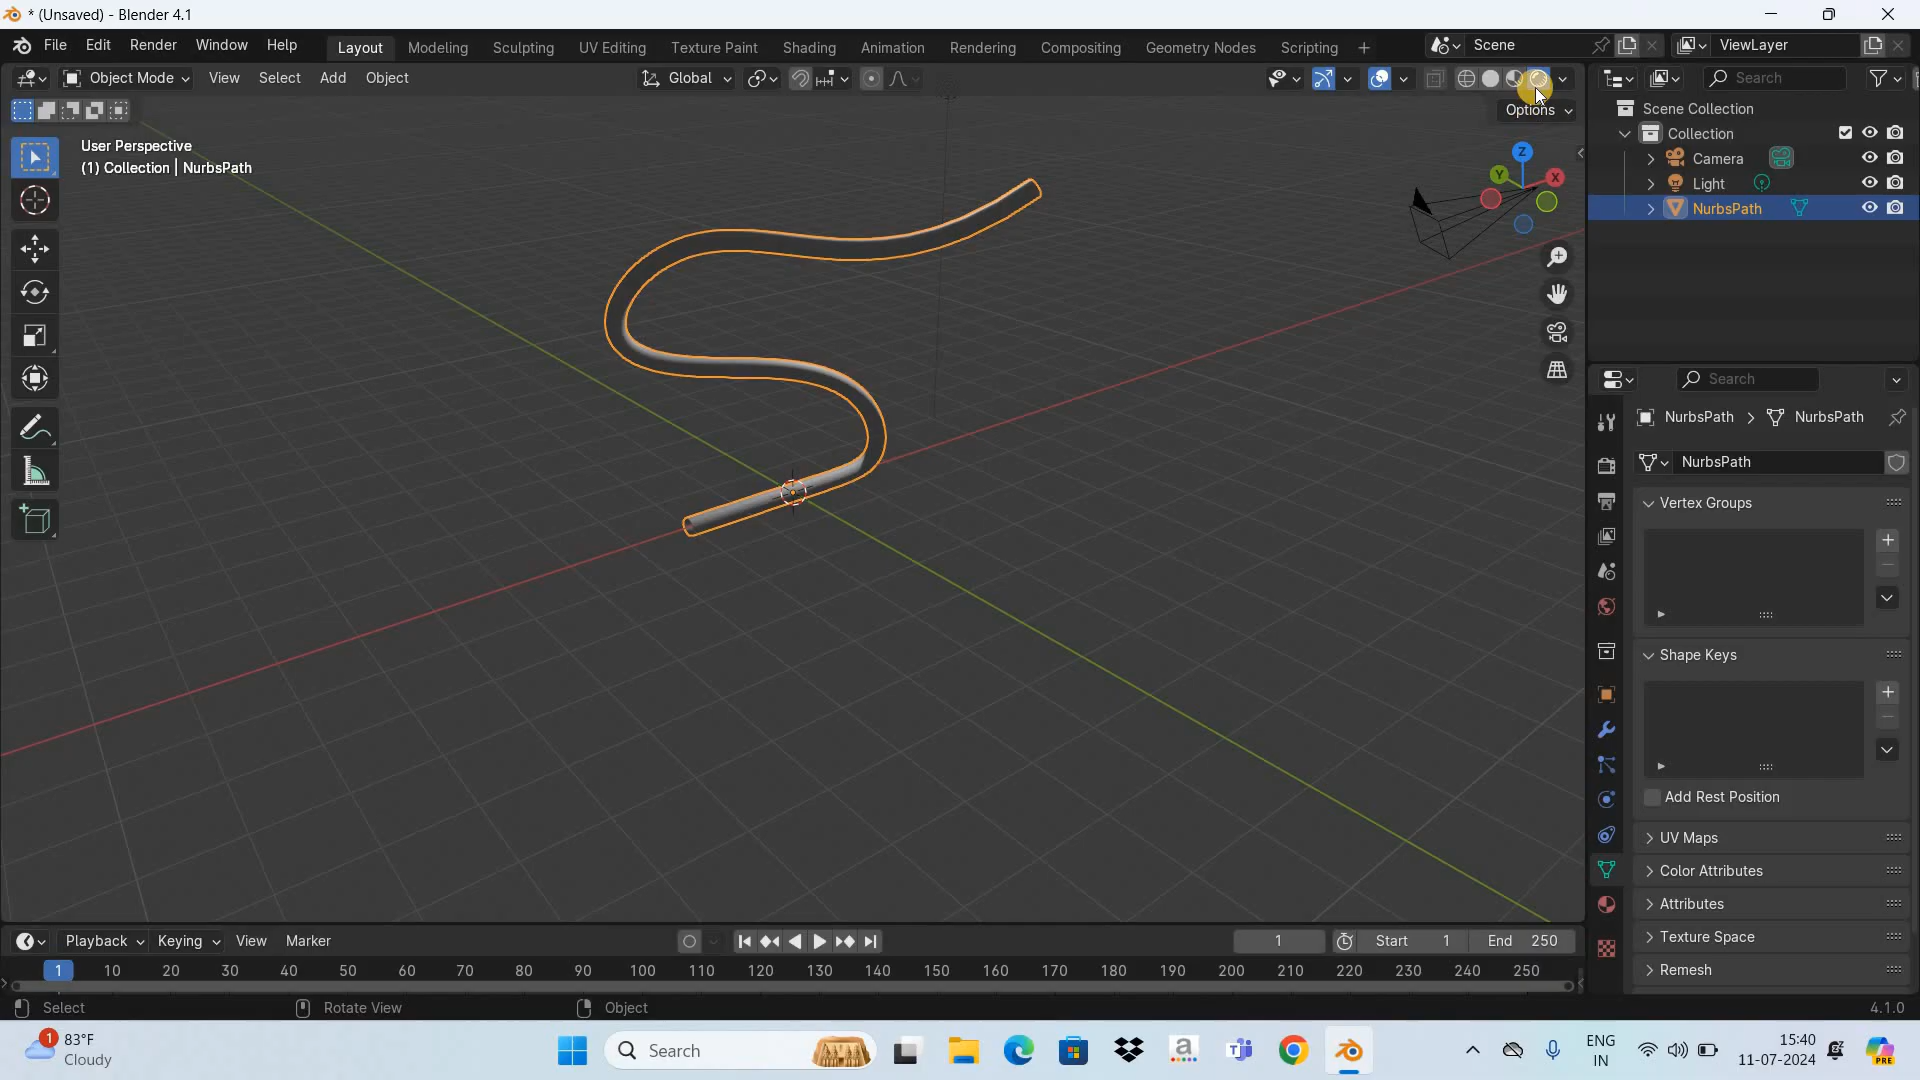 * (Unsaved) - Blender 4.1
File Edit Render Window Help Layout Modeling Sculpting UV Editing Texture Paint Shading Animation Rendering Compositing Geometry Nodes Scripting + Scene ViewLayer
Object Mode View Select Add Object Global Search
Options
User Perspective
(1) Collection | NurbsPath
Z
Y X
Scene Collection
Collection
Camera
Light
NurbsPath
Search
NurbsPath > NurbsPath
NurbsPath
Vertex Groups
Shape Keys
Add Rest Position
UV Maps
Color Attributes
Attributes
Texture Space
Remesh
Playback Keying View Marker 1 Start 1 End 250
1 10 20 30 40 50 60 70 80 90 100 110 120 130 140 150 160 170 180 190 200 210 220 230 240 250
Select Rotate View Object 4.1.0
1 83°F
Cloudy
Search
a
ENG
IN
15:40
11-07-2024
PRE